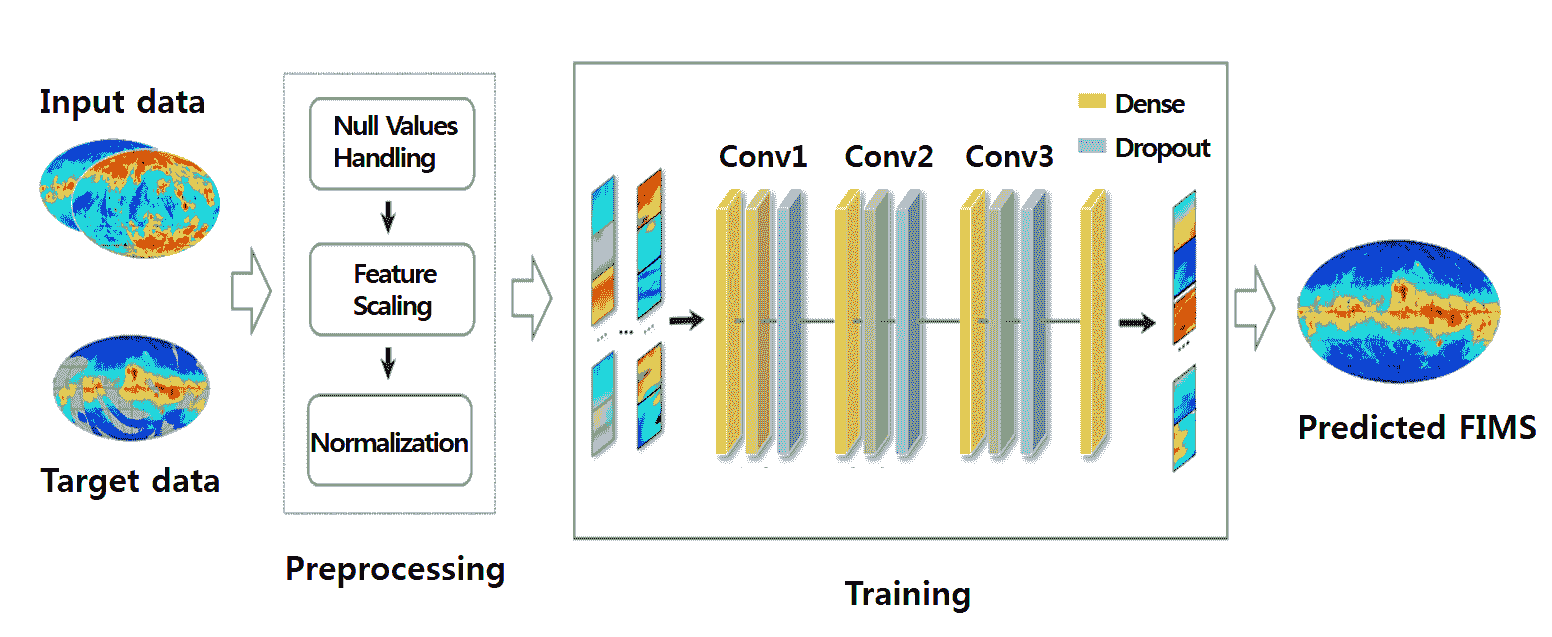 Input data
Target data
Null Values
Handling
Feature
Scaling
Normalization
Preprocessing
Dense
Dropout
Conv1
Conv2
Conv3
Training
Predicted FIMS